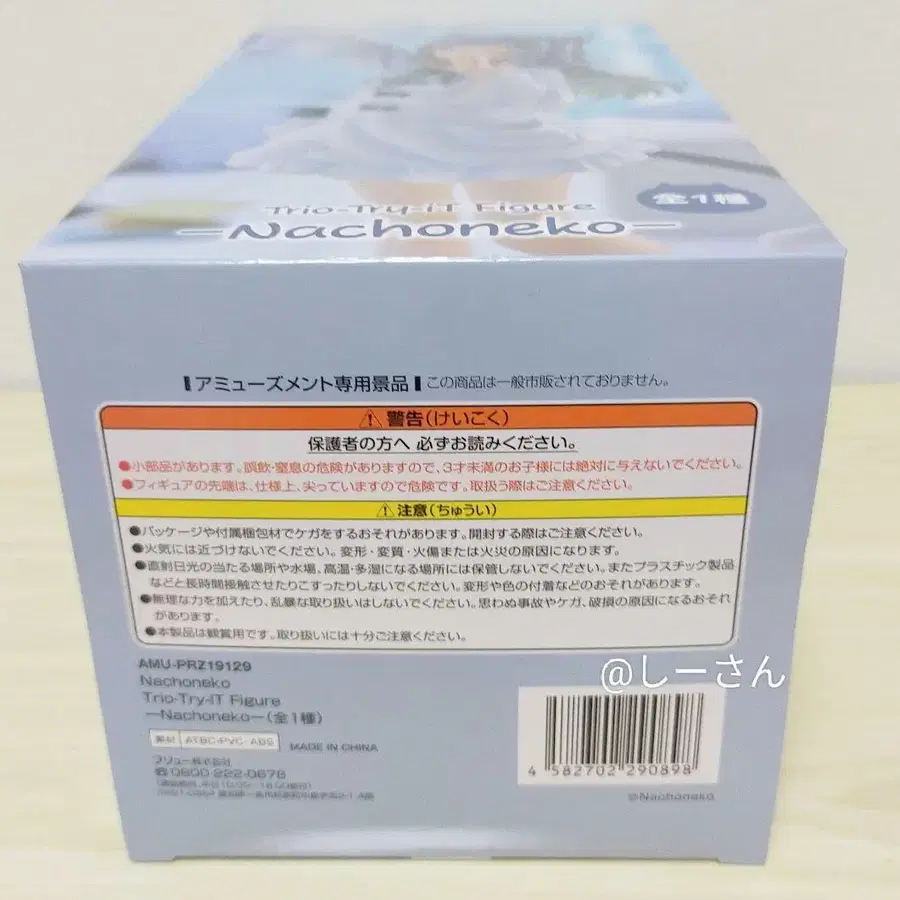 Trio-Try-iT Figure
全1種
—Nachoneko—
アミューズメント専用景品 この商品は一般市販されておりません。
⚠ 警告(けいこく)
保護者の方へ 必ずお読みください。
●小部品があります。誤飲・窒息の危険がありますので、3才未満のお子様には絶対に与えないでください。
●フィギュアの先端は、仕様上、尖っていますので危険です。取扱う際はご注意ください。
⚠ 注意(ちゅうい)
●パッケージや付属梱包材でケガをするおそれがあります。開封する際はご注意ください。
●火気には近づけないでください。変形・変質・火傷または火災の原因になります。
●直射日光の当たる場所や水場、高温・多湿になる場所には保管しないでください。またプラスチック製品
などと長時間接触させたりこすったりしないでください。変形や色の付着などのおそれがあります。
●無理な力を加えたり、乱暴な取り扱いはしないでください。思わぬ事故やケガ、破損の原因になるおそれ
があります。
●本製品は観賞用です。取り扱いには十分ご注意ください。
@しーさん
AMU-PRZ19129
Nachoneko
Trio-Try-iT Figure
—Nachoneko—(全1種)
素材 ATBC-PVC・ABS MADE IN CHINA
フリュー株式会社
☎0800-222-0678
4 582702 290898
©Nachoneko